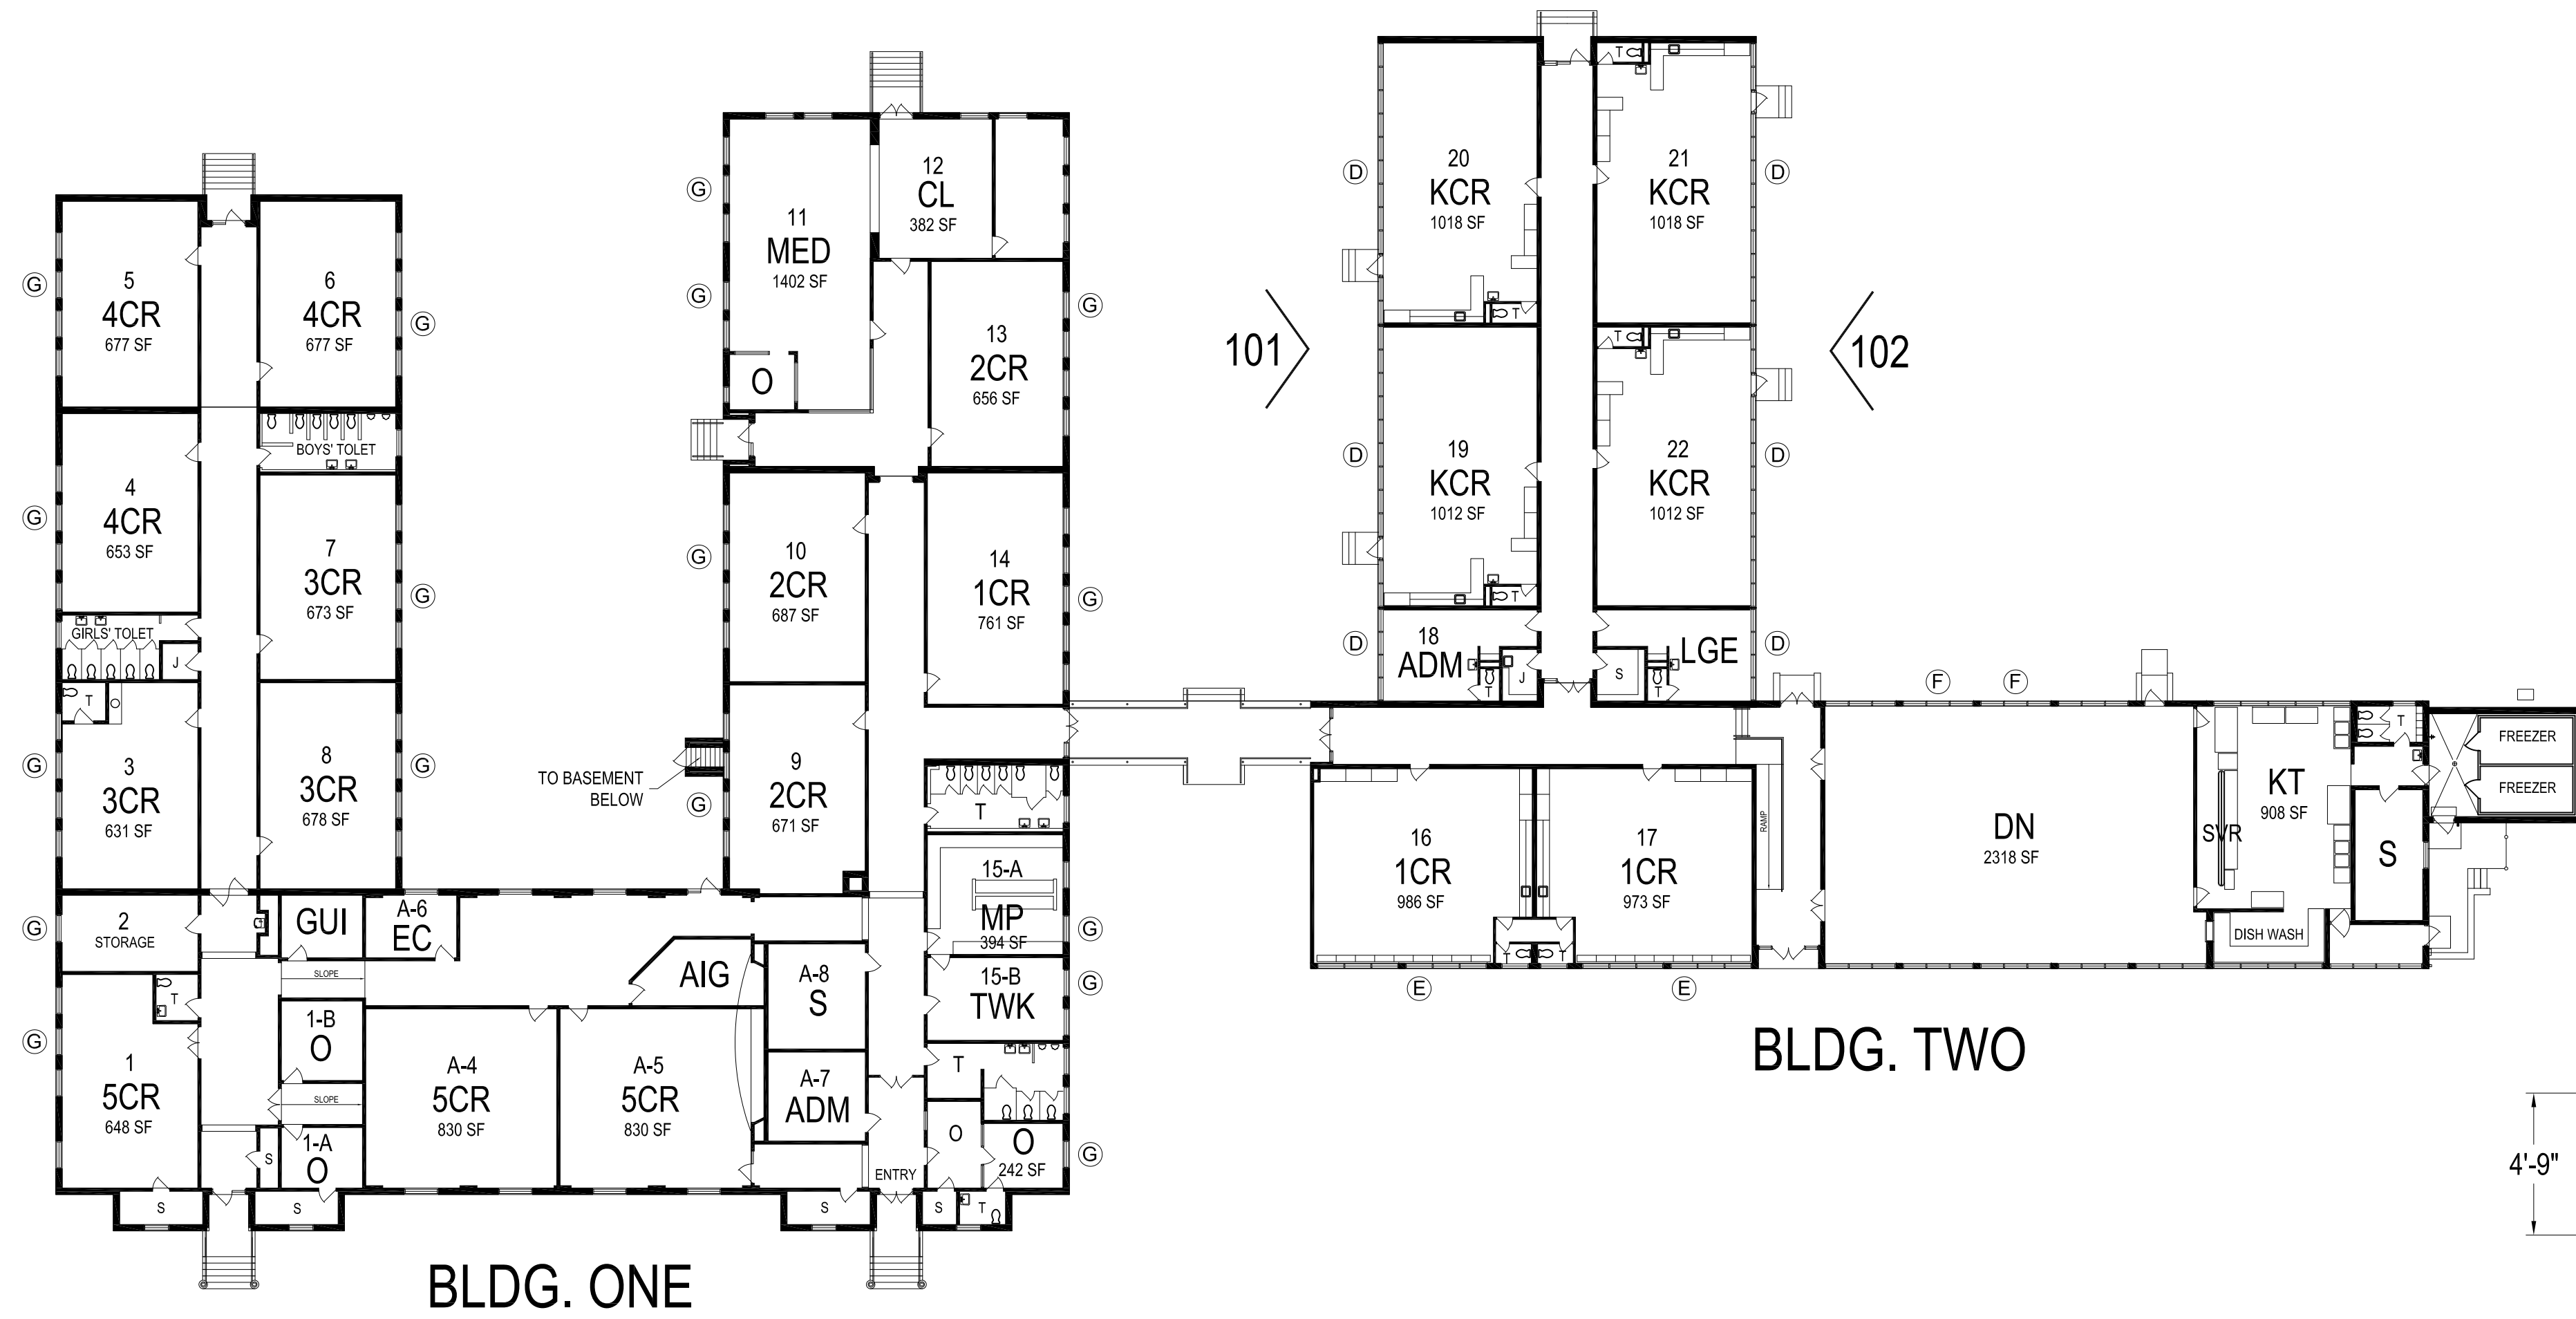 5
4CR
677 SF
6
4CR
677 SF
G
G
BOYS' TOLET
4
4CR
653 SF
G
7
3CR
673 SF
G
GIRLS' TOLET
J
T
3
3CR
631 SF
G
8
3CR
678 SF
G
2
STORAGE
G
GUI
A-6
EC
SLOPE
AIG
T
1
5CR
648 SF
G
1-B
O
SLOPE
1-A
O
S
S
S
A-4
5CR
830 SF
A-5
5CR
830 SF
A-8
S
A-7
ADM
ENTRY
S
S
T
11
MED
1402 SF
G
G
O
12
CL
382 SF
13
2CR
656 SF
G
10
2CR
687 SF
G
14
1CR
761 SF
G
9
2CR
671 SF
G
TO BASEMENT
BELOW
T
15-A
MP
394 SF
G
15-B
TWK
G
T
O
O
242 SF
G
BLDG. ONE
101
102
20
KCR
1018 SF
D
T
21
KCR
1018 SF
D
T
19
KCR
1012 SF
D
T
22
KCR
1012 SF
D
T
18
ADM
D
T
J
S
T
LGE
D
F
F
16
1CR
986 SF
T
E
17
1CR
973 SF
T
E
RAMP
DN
2318 SF
SVR
KT
908 SF
T
S
DISH WASH
FREEZER
FREEZER
BLDG. TWO
4'-9"